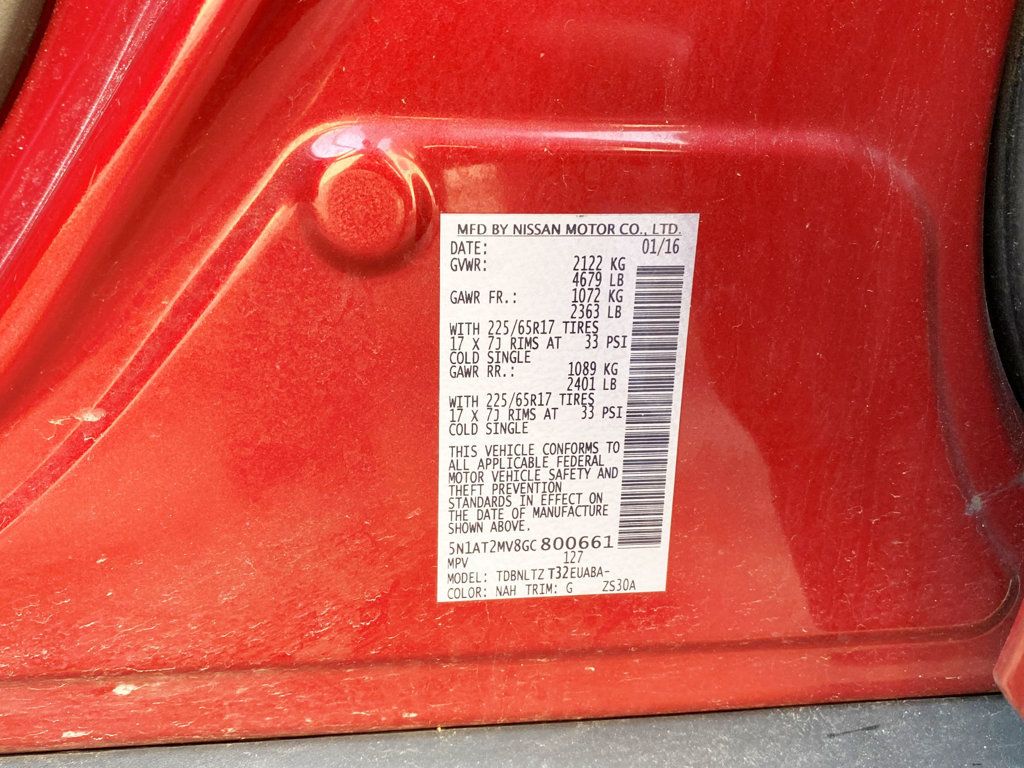 MFD BY NISSAN MOTOR CO., LTD.
DATE: 01/16
GVWR: 2122 KG
4679 LB
GAWR FR.: 1072 KG
2363 LB
WITH 225/65R17 TIRES
17 X 7J RIMS AT 33 PSI
COLD SINGLE
GAWR RR.: 1089 KG
2401 LB
WITH 225/65R17 TIRES
17 X 7J RIMS AT 33 PSI
COLD SINGLE
THIS VEHICLE CONFORMS TO
ALL APPLICABLE FEDERAL
MOTOR VEHICLE SAFETY AND
THEFT PREVENTION
STANDARDS IN EFFECT ON
THE DATE OF MANUFACTURE
SHOWN ABOVE.
5N1AT2MV8GC800661
MPV 127
MODEL: TDBNLTZ T32EUABA-
COLOR: NAH TRIM: G ZS30A